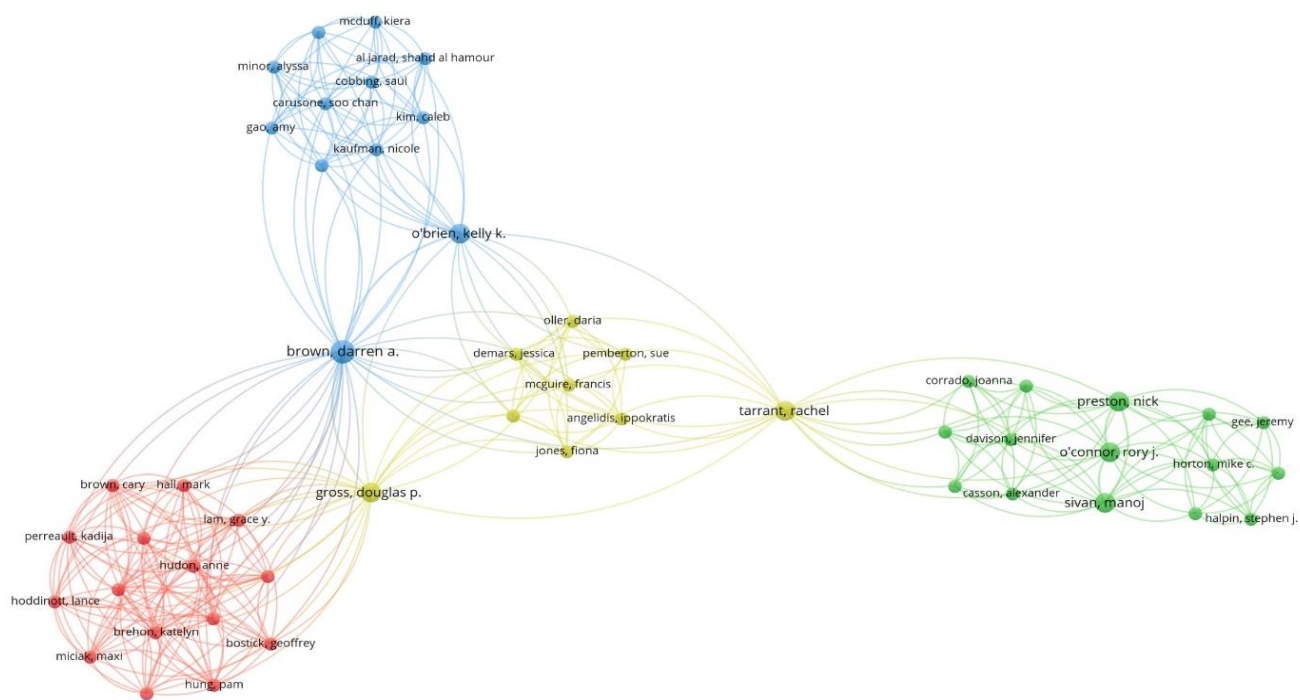 mcduff, kiera
al jarad, shahd al hamour
minor, alyssa
cobbing, saul
carusone, soo chan
kim, caleb
gao, amy
kaufman, nicole
o'brien, kelly k.
brown, darren a.
oller, daria
demars, jessica
pemberton, sue
mcguire, francis
angelidis, ippokratis
jones, fiona
tarrant, rachel
gross, douglas p.
corrado, joanna
preston, nick
gee, jeremy
davison, jennifer
o'connor, rory j.
horton, mike c.
casson, alexander
sivan, manoj
halpin, stephen j.
brown, cary
hall, mark
lam, grace y.
perreault, kadija
hudon, anne
hoddinott, lance
brehon, katelyn
bostick, geoffrey
miciak, maxi
hung, pam